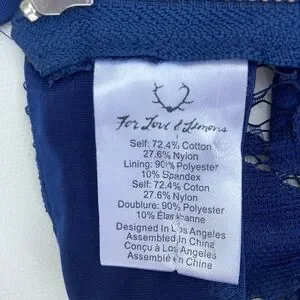 For Love & Lemons
Self: 72.4% Cotton
27.6% Nylon
Lining: 90% Polyester
10% Spandex
Self: 72.4% Coton
27.6% Nylon
Doublure: 90% Polyester
10% Élasthanne
Designed In Los Angeles
Assembled In China
Conçu à Los Angeles
Assemblé en China